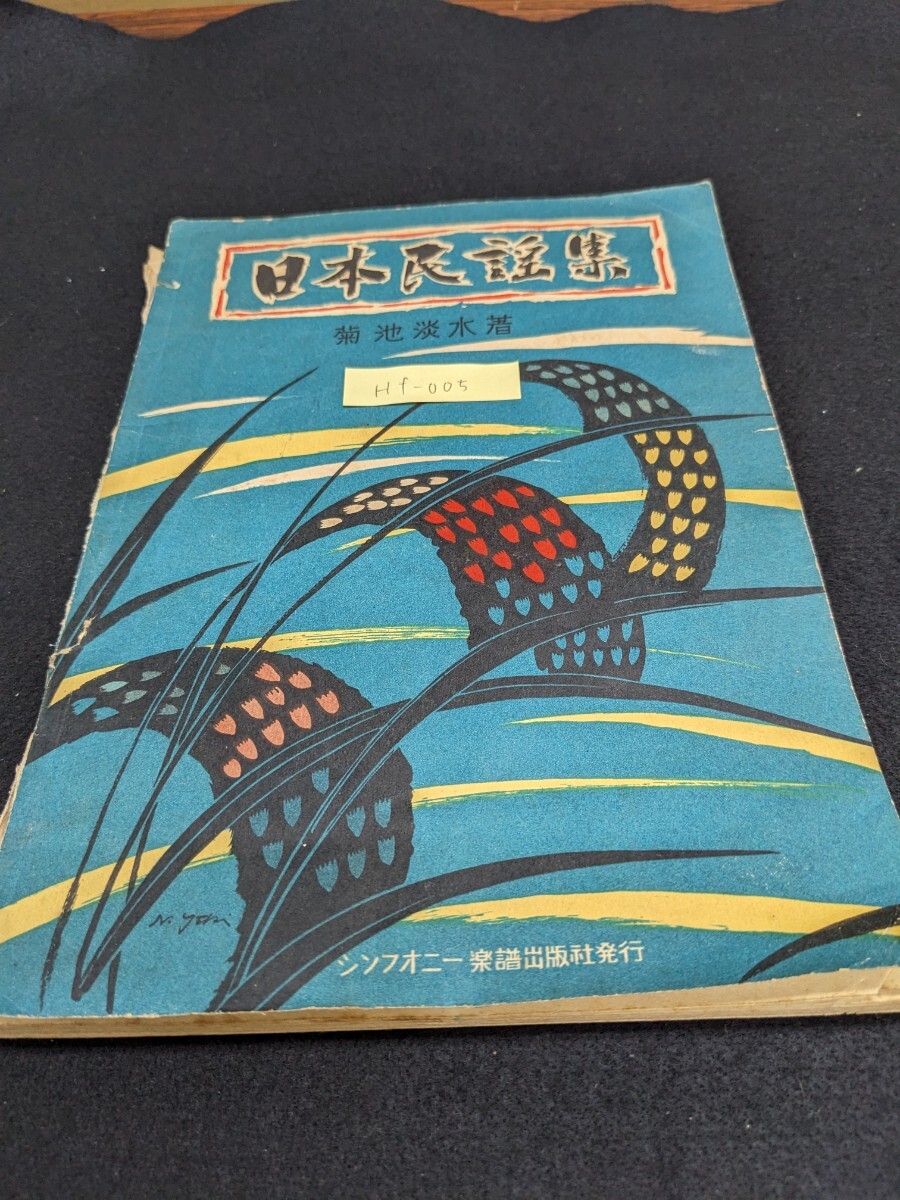 日本民謡集
菊池淡水著
Hf-005
シンフオニー楽譜出版社発行